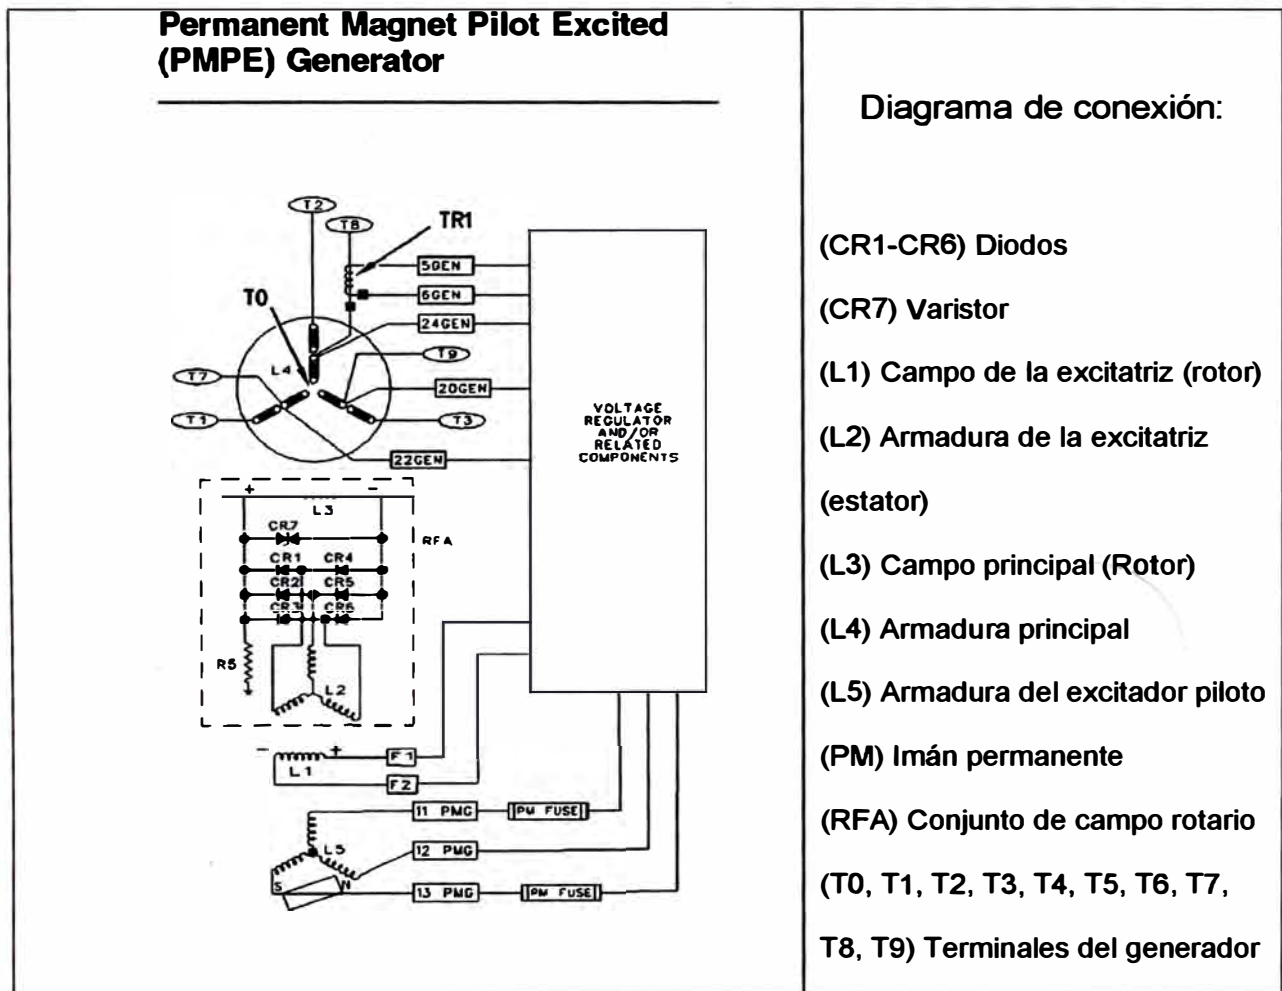 Permanent Magnet Pilot Excited
(PMPE) Generator
T2
T8
TR1
5GEN
6GEN
T0
24GEN
L4
T9
T7
20GEN
T1
T3
22GEN
VOLTAGE
REGULATOR
AND/OR
RELATED
COMPONENTS
+ -
L3
CR7
RFA
CR1 CR4
CR2 CR5
CR3 CR6
R5
L2
- +
L1
F1
F2
11 PMG PM FUSE
L5
12 PMG
S N
13 PMG PM FUSE
Diagrama de conexión:
(CR1-CR6) Diodos
(CR7) Varistor
(L1) Campo de la excitatriz (rotor)
(L2) Armadura de la excitatriz
(estator)
(L3) Campo principal (Rotor)
(L4) Armadura principal
(L5) Armadura del excitador piloto
(PM) Imán permanente
(RFA) Conjunto de campo rotario
(T0, T1, T2, T3, T4, T5, T6, T7,
T8, T9) Terminales del generador